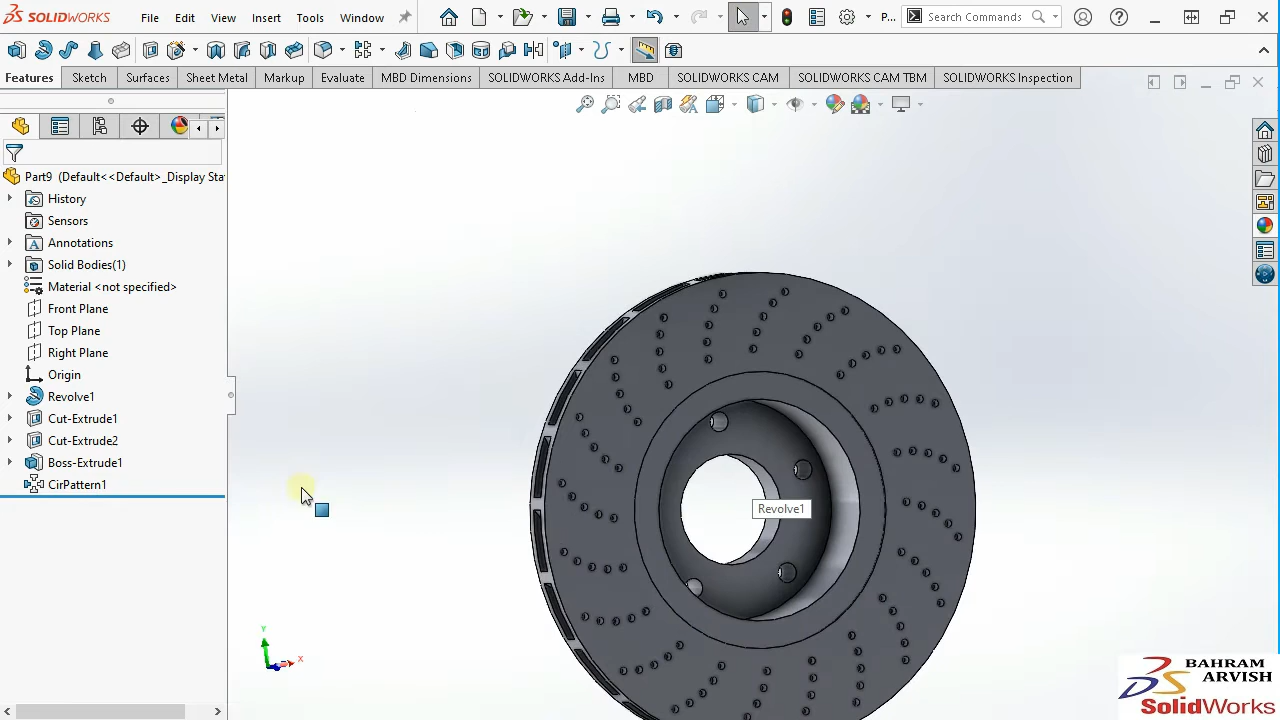 SOLIDWORKS File Edit View Insert Tools Window P... Search Commands
Features Sketch Surfaces Sheet Metal Markup Evaluate MBD Dimensions SOLIDWORKS Add-Ins MBD SOLIDWORKS CAM SOLIDWORKS CAM TBM SOLIDWORKS Inspection
Part9 (Default<<Default>_Display Sta
History
Sensors
Annotations
Solid Bodies(1)
Material <not specified>
Front Plane
Top Plane
Right Plane
Origin
Revolve1
Cut-Extrude1
Cut-Extrude2
Boss-Extrude1
CirPattern1
Revolve1
Y
X
BAHRAM
ARVISH
SolidWorks